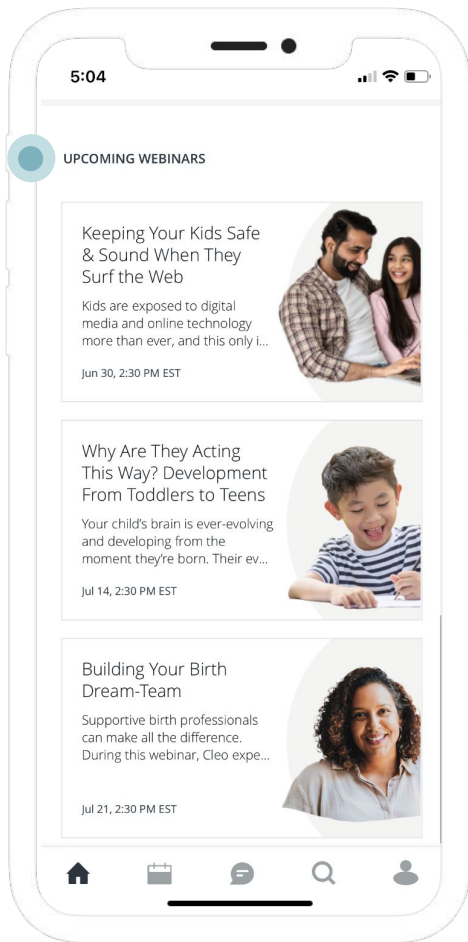 5:04
UPCOMING WEBINARS
Keeping Your Kids Safe
& Sound When They
Surf the Web
Kids are exposed to digital
media and online technology
more than ever, and this only i...
Jun 30, 2:30 PM EST
Why Are They Acting
This Way? Development
From Toddlers to Teens
Your child's brain is ever-evolving
and developing from the
moment they're born. Their ev...
Jul 14, 2:30 PM EST
Building Your Birth
Dream-Team
Supportive birth professionals
can make all the difference.
During this webinar, Cleo expe...
Jul 21, 2:30 PM EST